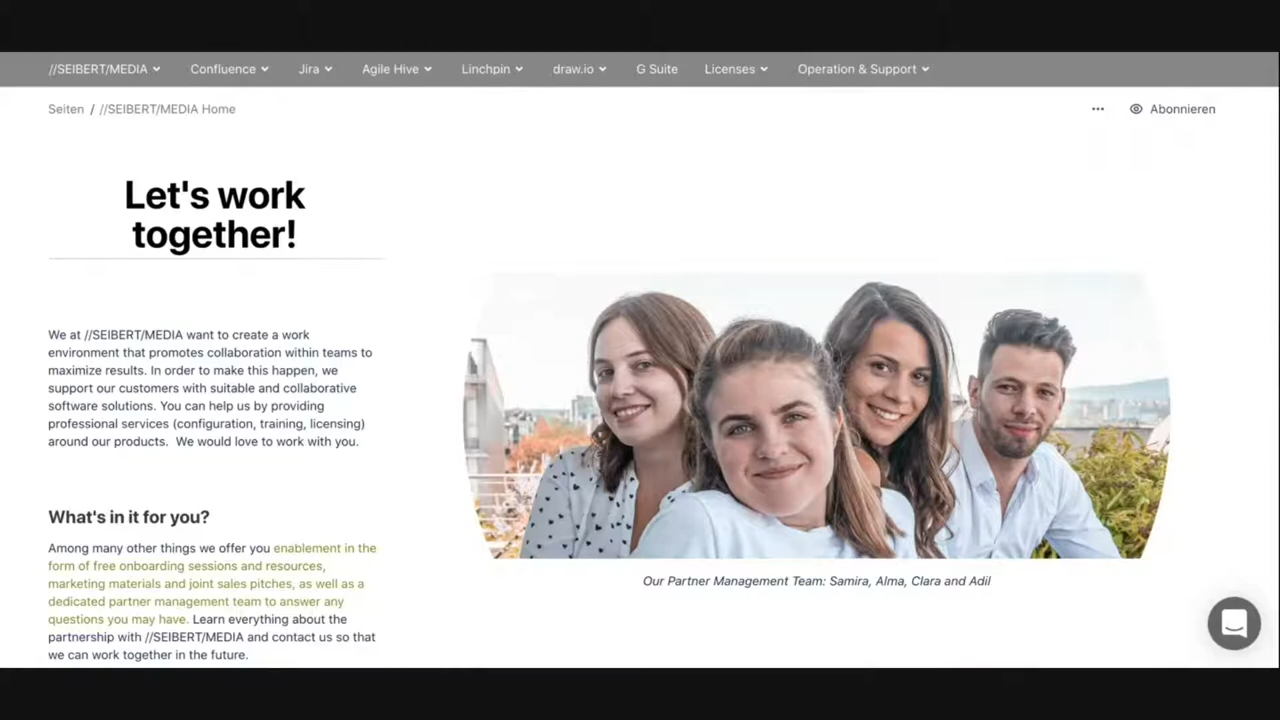 //SEIBERT/MEDIA Confluence Jira Agile Hive Linchpin draw.io G Suite Licenses Operation & Support
Seiten / //SEIBERT/MEDIA Home
Abonnieren
Let's work
together!
We at //SEIBERT/MEDIA want to create a work
environment that promotes collaboration within teams to
maximize results. In order to make this happen, we
support our customers with suitable and collaborative
software solutions. You can help us by providing
professional services (configuration, training, licensing)
around our products. We would love to work with you.
What's in it for you?
Among many other things we offer you enablement in the
form of free onboarding sessions and resources,
marketing materials and joint sales pitches, as well as a
dedicated partner management team to answer any
questions you may have. Learn everything about the
partnership with //SEIBERT/MEDIA and contact us so that
we can work together in the future.
Our Partner Management Team: Samira, Alma, Clara and Adil